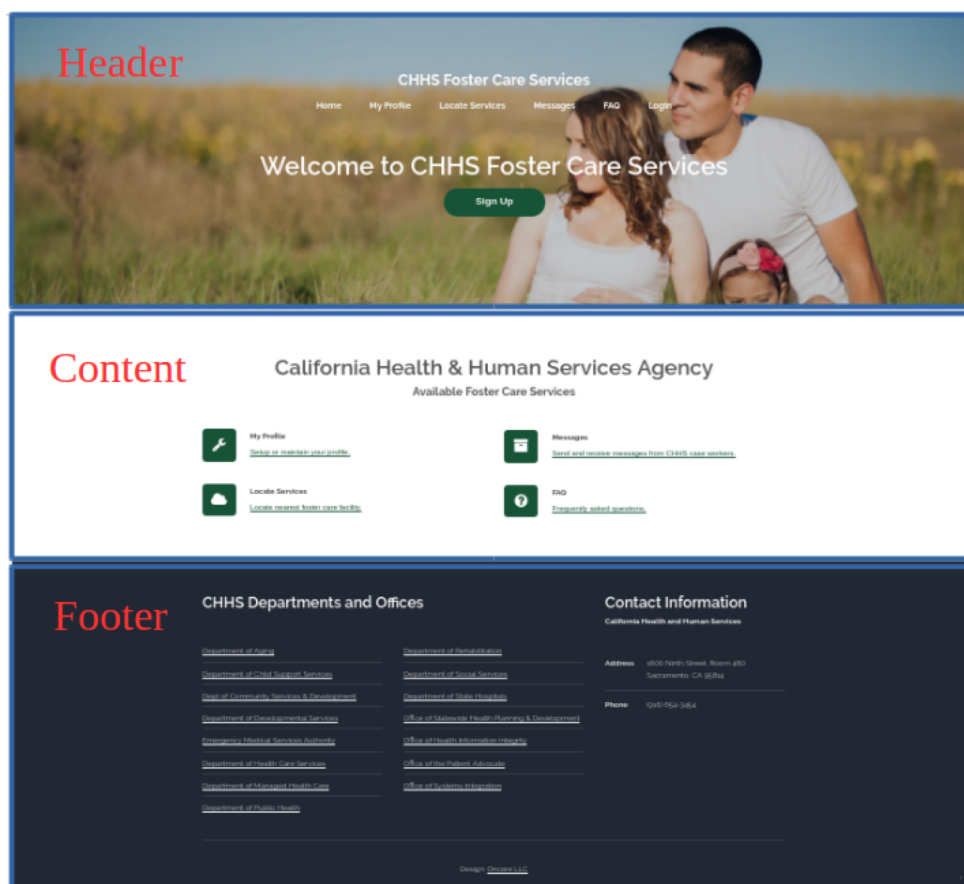 Header
CHHS Foster Care Services
Home My Profile Locate Services Messages FAQ Login
Welcome to CHHS Foster Care Services
Sign Up
Content
California Health & Human Services Agency
Available Foster Care Services
My Profile
Setup or maintain your profile.
Messages
Send and receive messages from CHHS case workers.
Locate Services
Locate nearest foster care facility.
FAQ
Frequently asked questions.
Footer
CHHS Departments and Offices
Department of Aging
Department of Child Support Services
Dept of Community Services & Development
Department of Developmental Services
Emergency Medical Services Authority
Department of Health Care Services
Department of Managed Health Care
Department of Public Health
Department of Rehabilitation
Department of Social Services
Department of State Hospitals
Office of Statewide Health Planning & Development
Office of Health Information Integrity
Office of the Patient Advocate
Office of Systems Integration
Contact Information
California Health and Human Services
Address 1600 Ninth Street, Room 460
Sacramento, CA 95814
Phone (916) 654-3454
Design: Oncore LLC